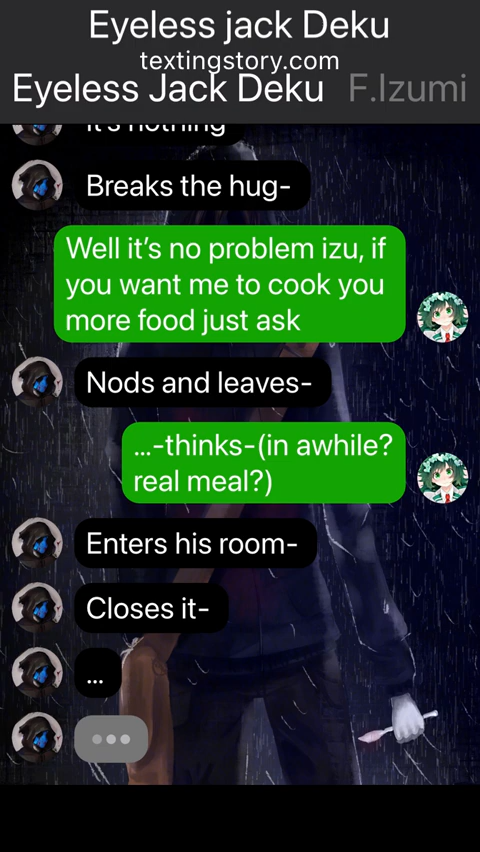 Eyeless jack Deku
textingstory.com
Eyeless Jack Deku F.Izumi
It's nothing
Breaks the hug-
Well it’s no problem izu, if
you want me to cook you
more food just ask
Nods and leaves-
...-thinks-(in awhile?
real meal?)
Enters his room-
Closes it-
...